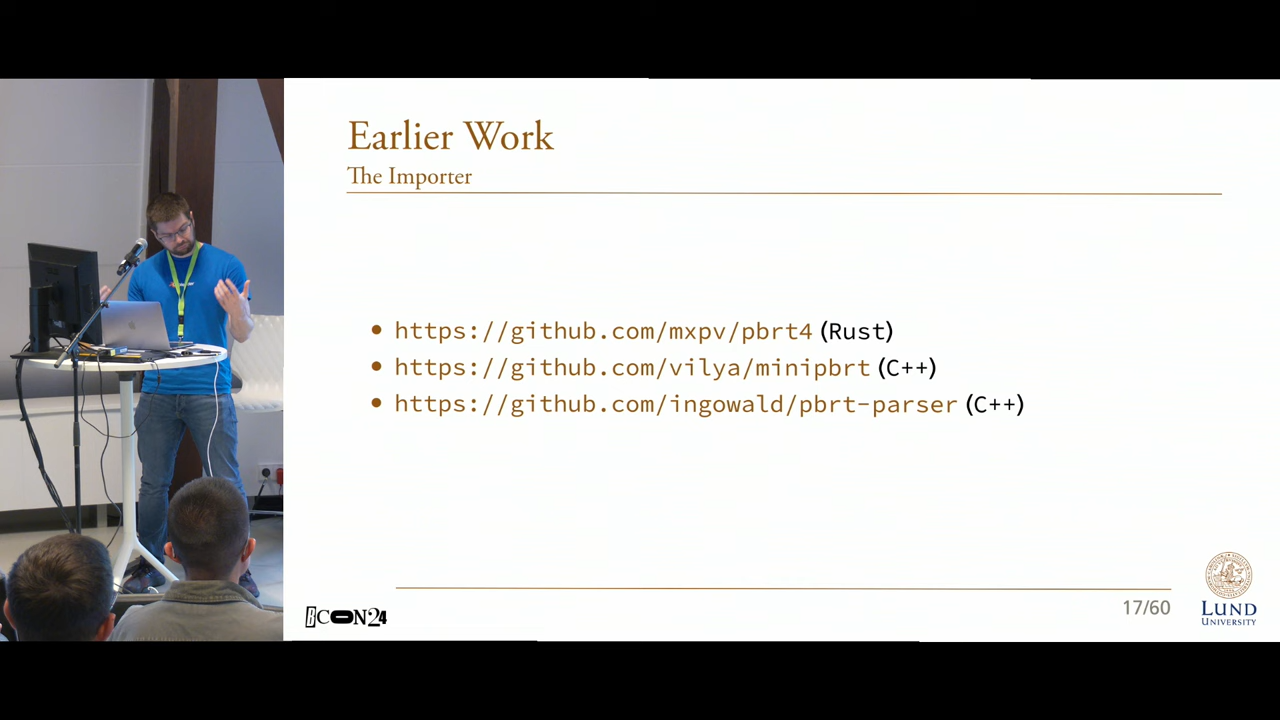 Earlier Work
The Importer
• https://github.com/mxpv/pbrt4 (Rust)
• https://github.com/vilya/minipbrt (C++)
• https://github.com/ingowald/pbrt-parser (C++)
BCON24
17/60
LUND
UNIVERSITY